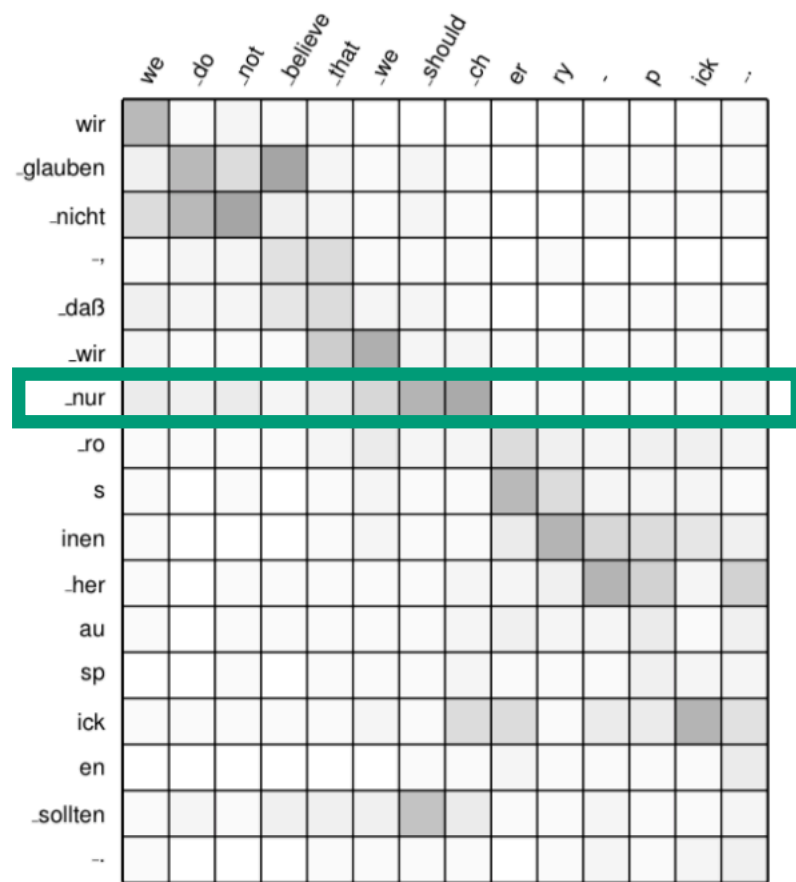 we _do _not _believe _that _we _should _ch er ry - p ick _.
wir
_glauben
_nicht
_,
_daß
_wir
_nur
_ro
s
inen
_her
au
sp
ick
en
_sollten
_.